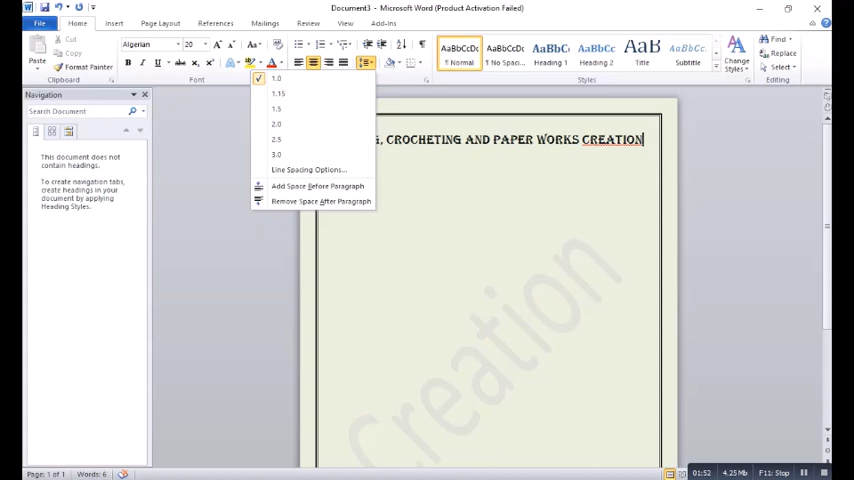 Document3 - Microsoft Word (Product Activation Failed)
File Home Insert Page Layout References Mailings Review View Add-Ins
Paste
Cut
Copy
Format Painter
Clipboard
Algerian 20
Font
AaBbCcDc AaBbCcDc AaBbCc AaBbCc AaB AaBbCc.
¶ Normal ¶ No Spaci... Heading 1 Heading 2 Title Subtitle
Change Styles
Styles
Find
Replace
Select
Editing
Navigation
Search Document
This document does not
contain headings.
To create navigation tabs,
create headings in your
document by applying
Heading Styles.
1.0
1.15
1.5
2.0
2.5
3.0
Line Spacing Options...
Add Space Before Paragraph
Remove Space After Paragraph
, CROCHETING AND PAPER WORKS CREATION
Creation
Page: 1 of 1 Words: 6
01:52 4.25 Mb F11: Stop